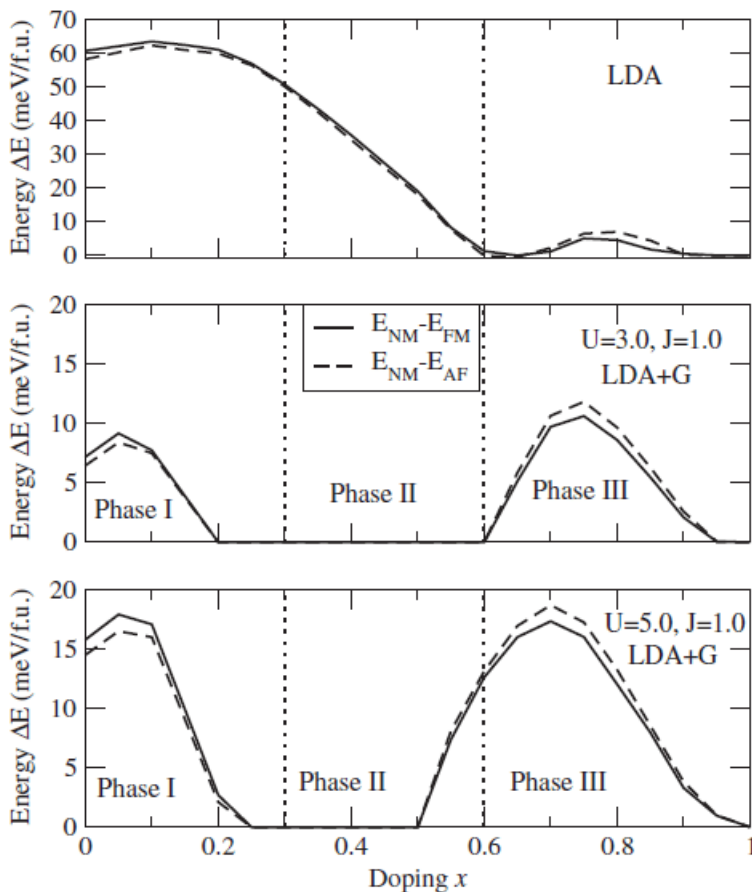 70
60
50
40
30
20
10
0
Energy ΔE (meV/f.u.)
LDA
20
15
10
5
0
Energy ΔE (meV/f.u.)
E_NM-E_FM
E_NM-E_AF
U=3.0, J=1.0
LDA+G
Phase I
Phase II
Phase III
20
15
10
5
0
Energy ΔE (meV/f.u.)
U=5.0, J=1.0
LDA+G
Phase I
Phase II
Phase III
0 0.2 0.4 0.6 0.8 1
Doping x